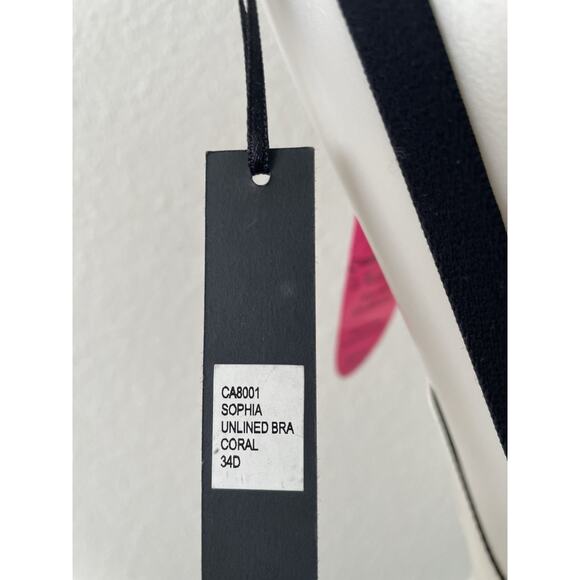 CA8001
SOPHIA
UNLINED BRA
CORAL
34D